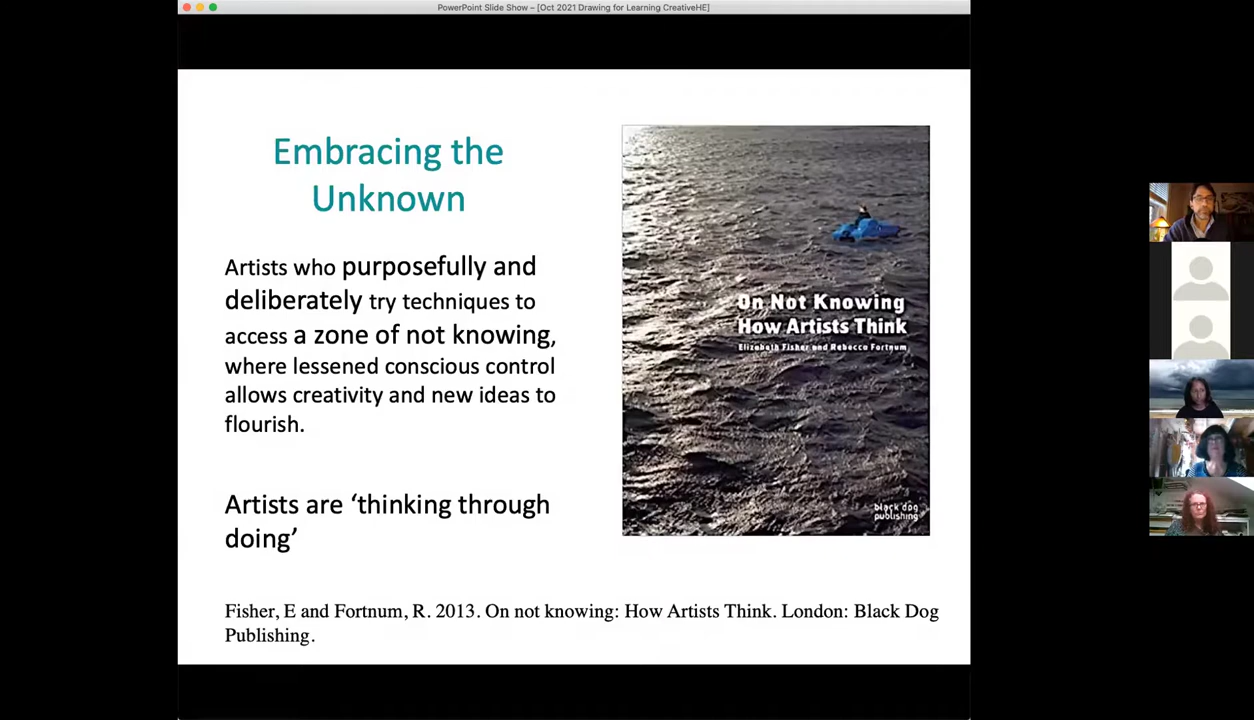 PowerPoint Slide Show – [Oct 2021 Drawing for Learning CreativeHE]
Embracing the
Unknown
Artists who purposefully and
deliberately try techniques to
access a zone of not knowing,
where lessened conscious control
allows creativity and new ideas to
flourish.
Artists are ‘thinking through
doing’
On Not Knowing
How Artists Think
Elizabeth Fisher and Rebecca Fortnum
black dog
publishing
Fisher, E and Fortnum, R. 2013. On not knowing: How Artists Think. London: Black Dog
Publishing.